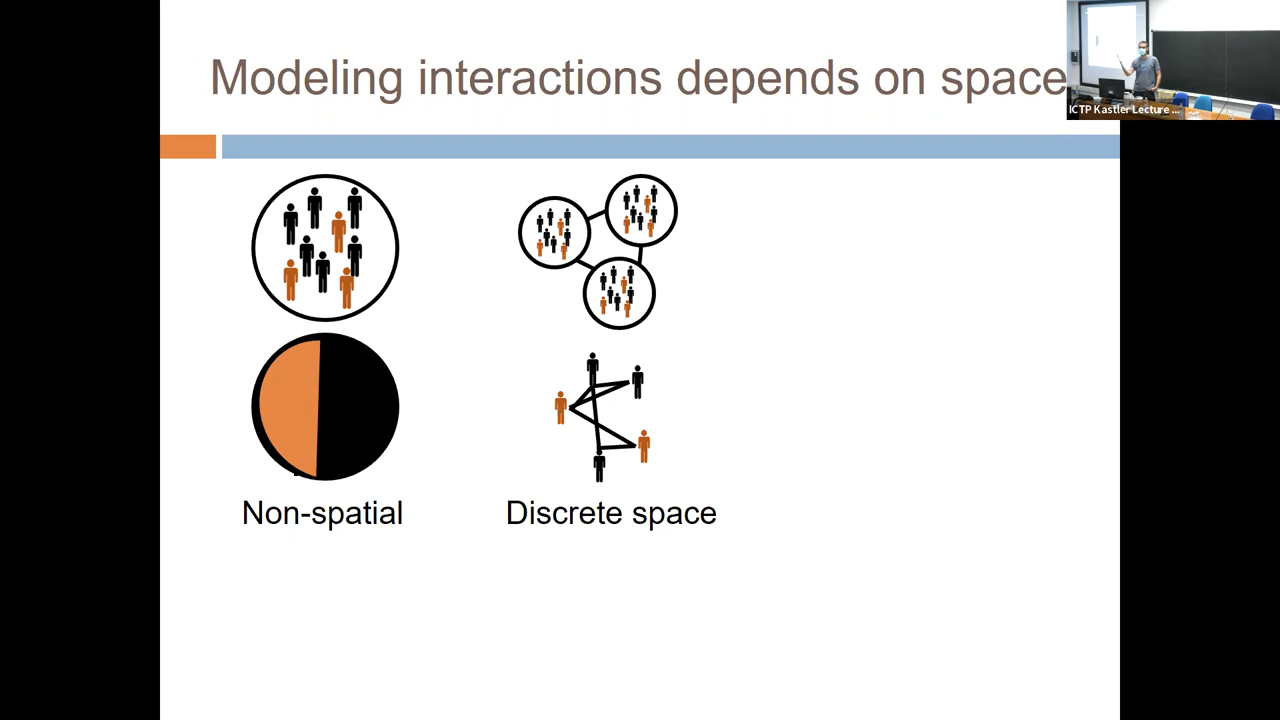 Modeling interactions depends on space
ICTP Kastler Lecture ...
Non-spatial
Discrete space